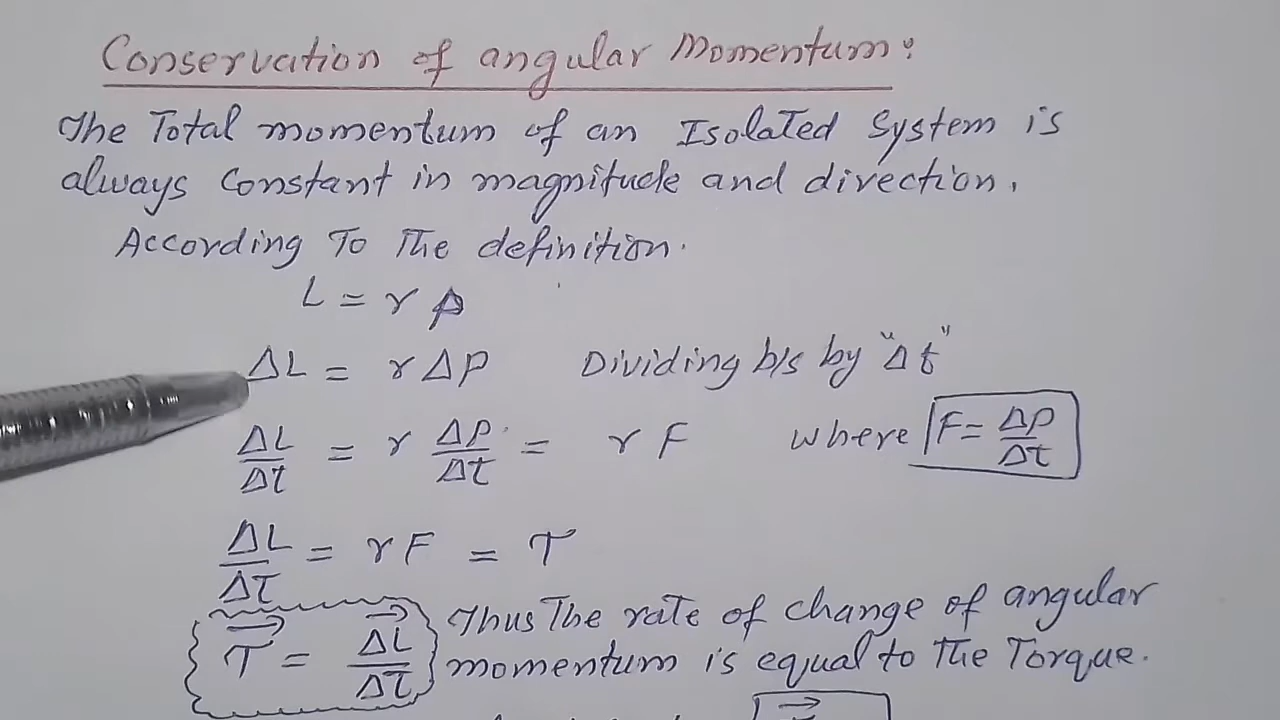 Conservation of angular Momentum:
The Total momentum of an Isolated System is
always constant in magnitude and direction.
According To The definition.
L = r p
ΔL = r Δp Dividing b/s by "Δt"
ΔL/Δt = r Δp/Δt = r F where F = Δp/Δt
ΔL/Δt = r F = τ
τ⃗ = ΔL⃗/Δt Thus The rate of change of angular
momentum is equal to The Torque.